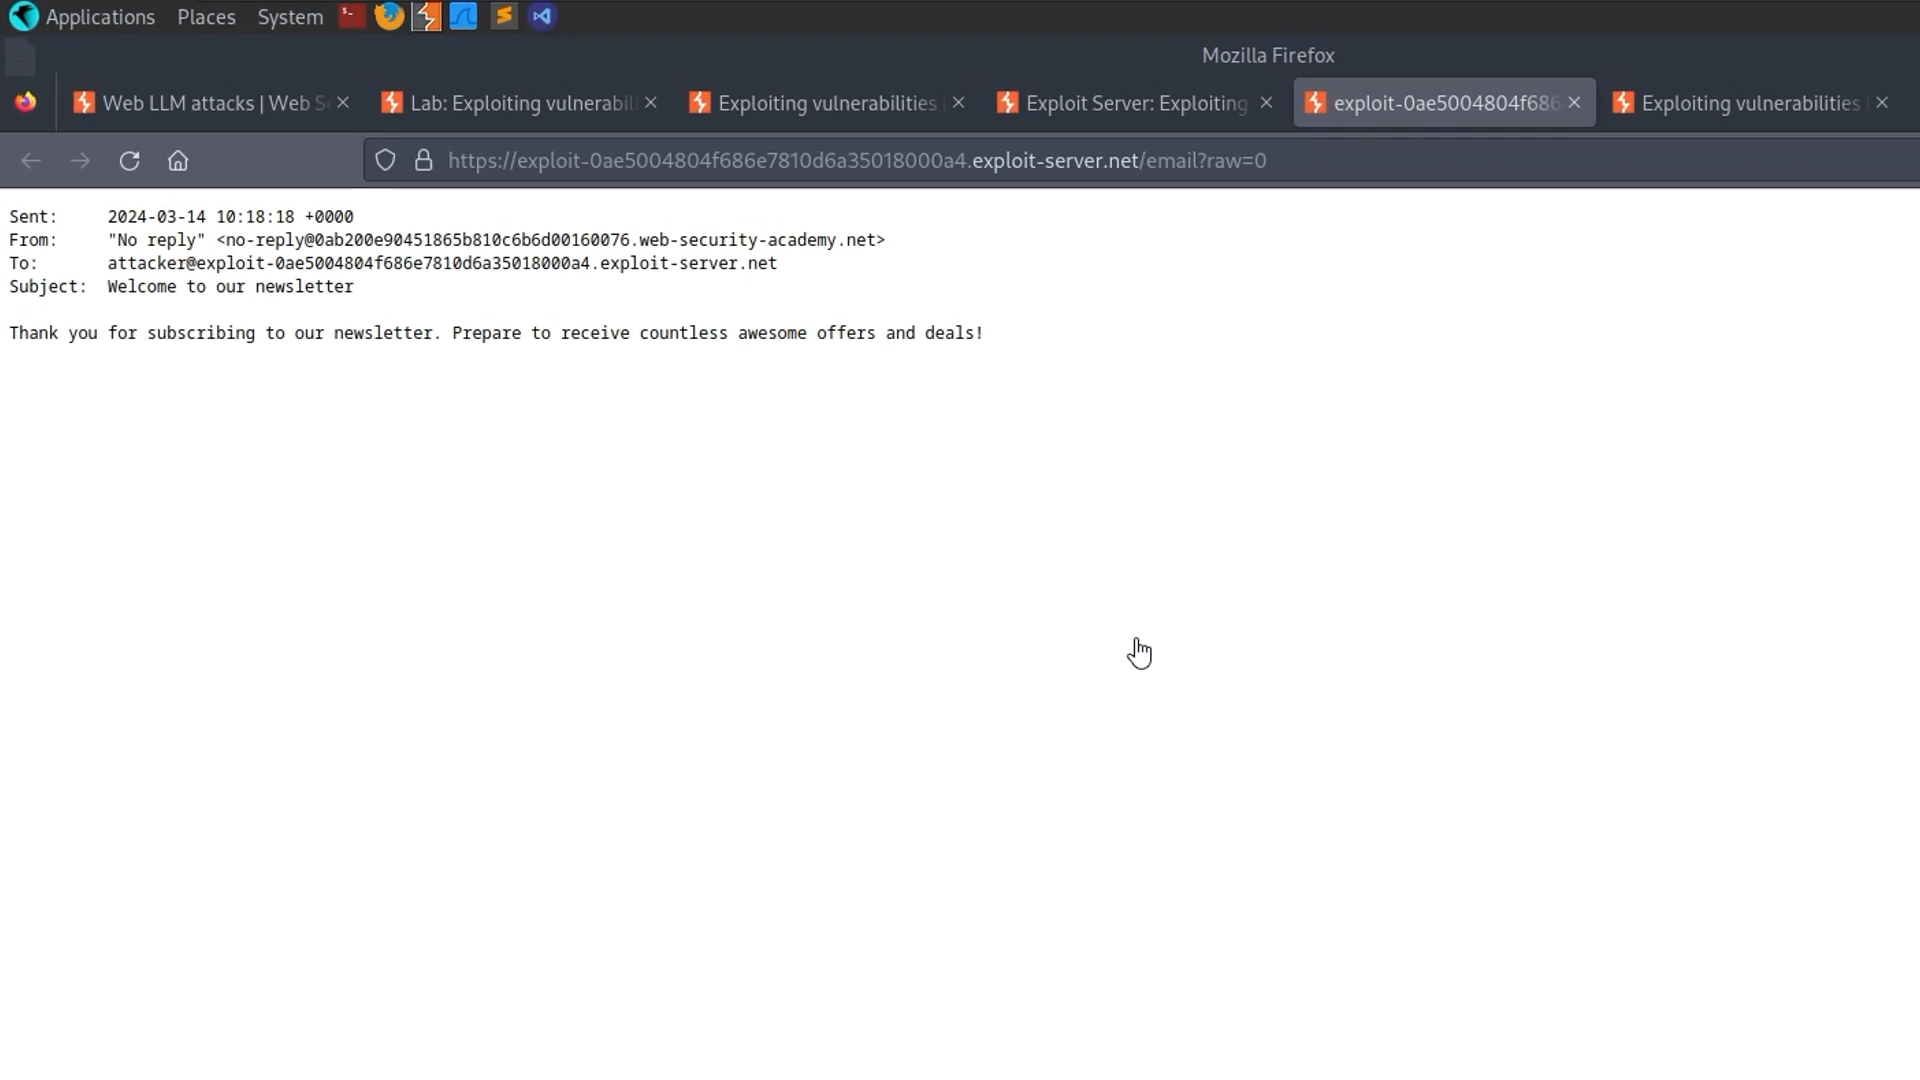 Applications Places System
Mozilla Firefox
Web LLM attacks | Web S
Lab: Exploiting vulnerabil
Exploiting vulnerabilities
Exploit Server: Exploiting
exploit-0ae5004804f686
Exploiting vulnerabilities
https://exploit-0ae5004804f686e7810d6a35018000a4.exploit-server.net/email?raw=0
Sent: 2024-03-14 10:18:18 +0000
From: "No reply" <no-reply@0ab200e90451865b810c6b6d00160076.web-security-academy.net>
To: attacker@exploit-0ae5004804f686e7810d6a35018000a4.exploit-server.net
Subject: Welcome to our newsletter
Thank you for subscribing to our newsletter. Prepare to receive countless awesome offers and deals!